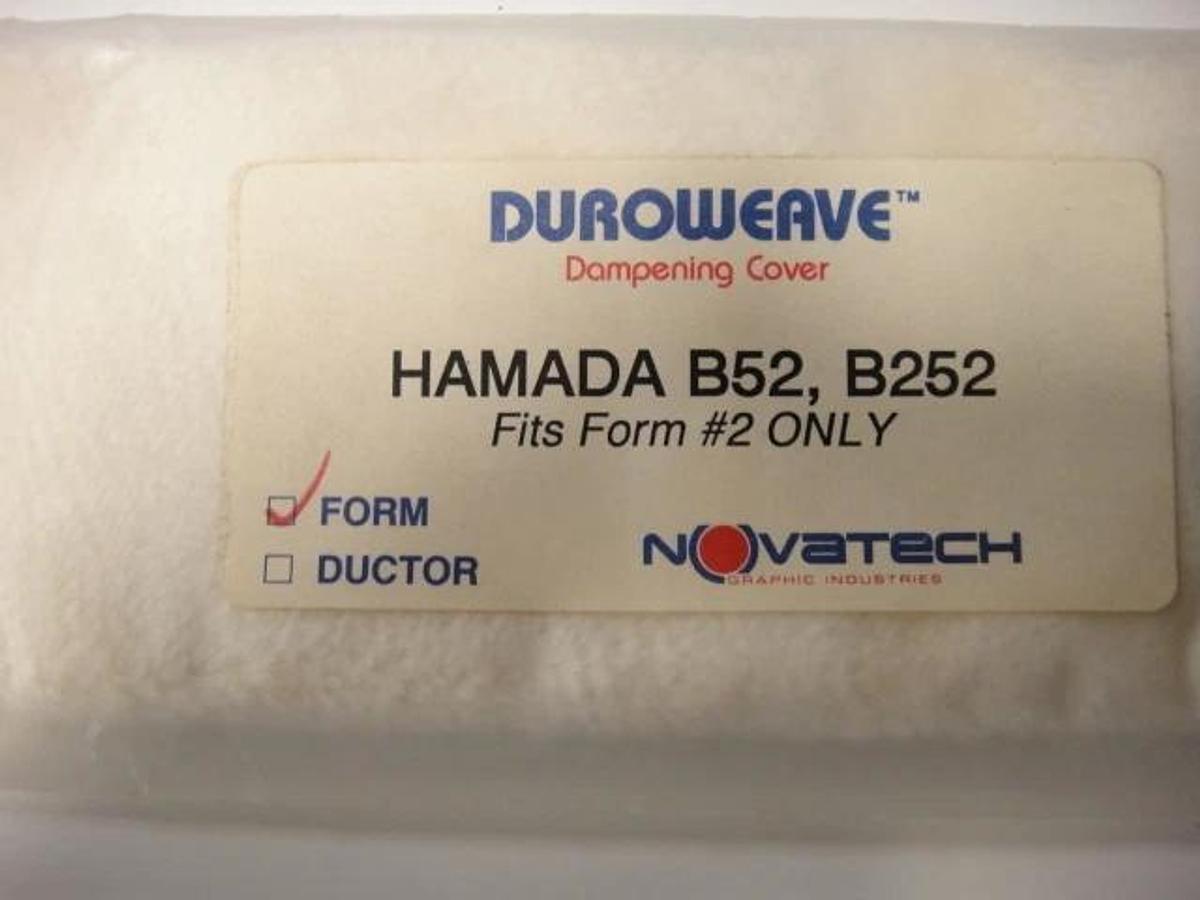 DUROWEAVE™
Dampening Cover
HAMADA B52, B252
Fits Form #2 ONLY
FORM
DUCTOR
NOVATECH
GRAPHIC INDUSTRIES